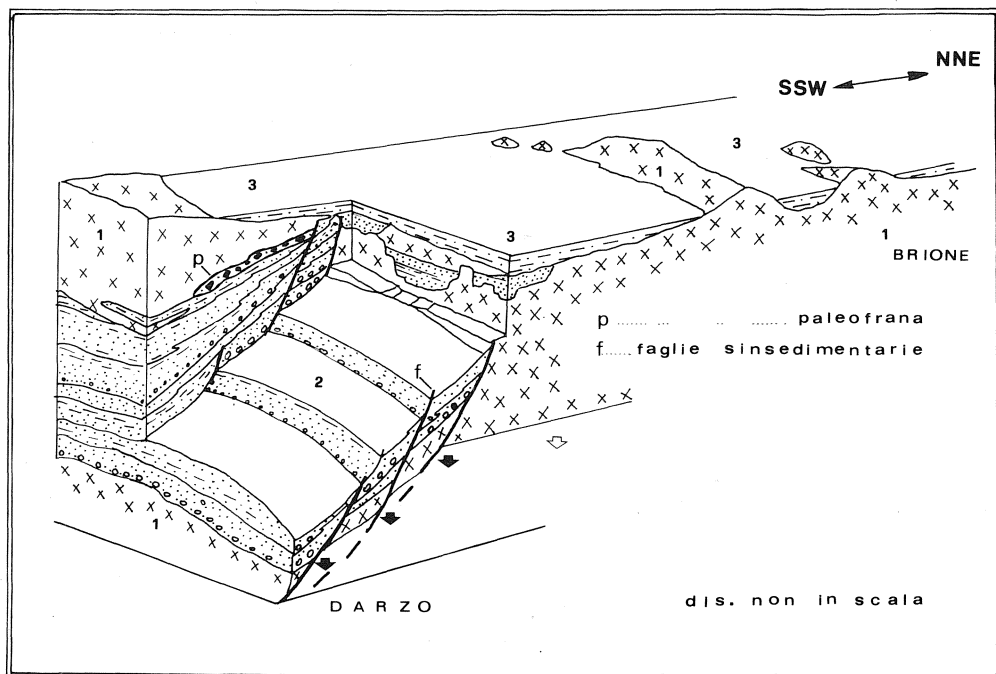 NNE
SSW
3
3
1
1
3
1
BRIONE
p
p ....... ... .. ...... paleofrana
f...... faglie sinsedimentarie
f
2
1
DARZO
dis. non in scala